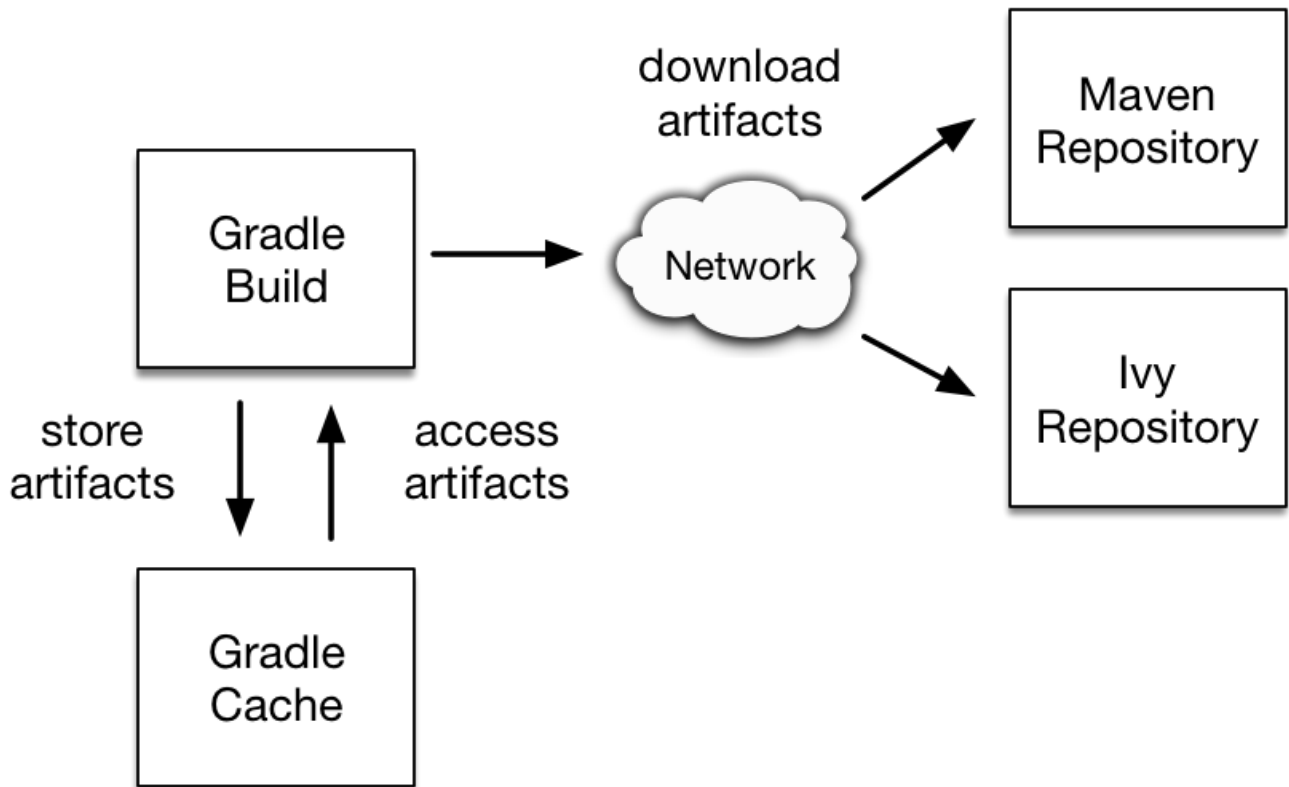 download
artifacts
Maven
Repository
Gradle
Build
Network
Ivy
Repository
store
artifacts
access
artifacts
Gradle
Cache